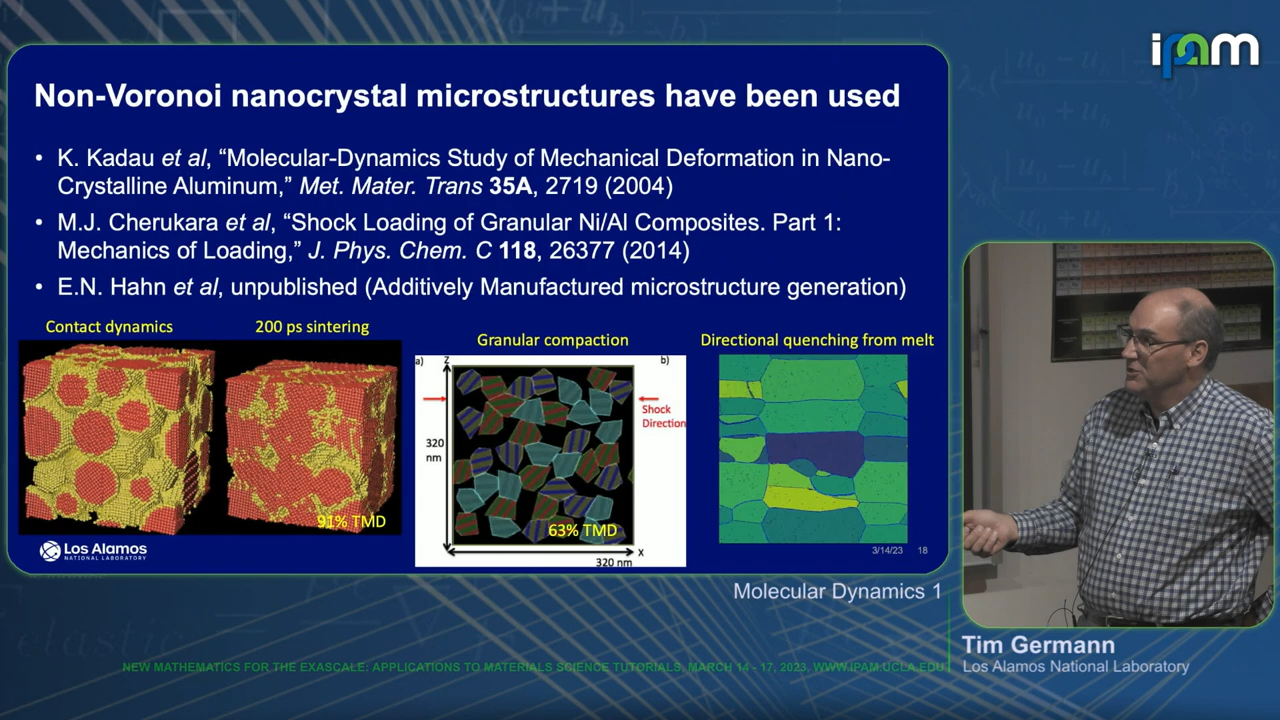 ipam
Non-Voronoi nanocrystal microstructures have been used
• K. Kadau et al, “Molecular-Dynamics Study of Mechanical Deformation in Nano-
Crystalline Aluminum,” Met. Mater. Trans 35A, 2719 (2004)
• M.J. Cherukara et al, “Shock Loading of Granular Ni/Al Composites. Part 1:
Mechanics of Loading,” J. Phys. Chem. C 118, 26377 (2014)
• E.N. Hahn et al, unpublished (Additively Manufactured microstructure generation)
Contact dynamics
200 ps sintering
Granular compaction
Directional quenching from melt
91% TMD
a)
z
b)
Shock
Direction
320
nm
63% TMD
x
320 nm
Los Alamos
NATIONAL LABORATORY
3/14/23 18
Molecular Dynamics 1
Tim Germann
Los Alamos National Laboratory
NEW MATHEMATICS FOR THE EXASCALE: APPLICATIONS TO MATERIALS SCIENCE TUTORIALS, MARCH 14 - 17, 2023, WWW.IPAM.UCLA.EDU
elastic